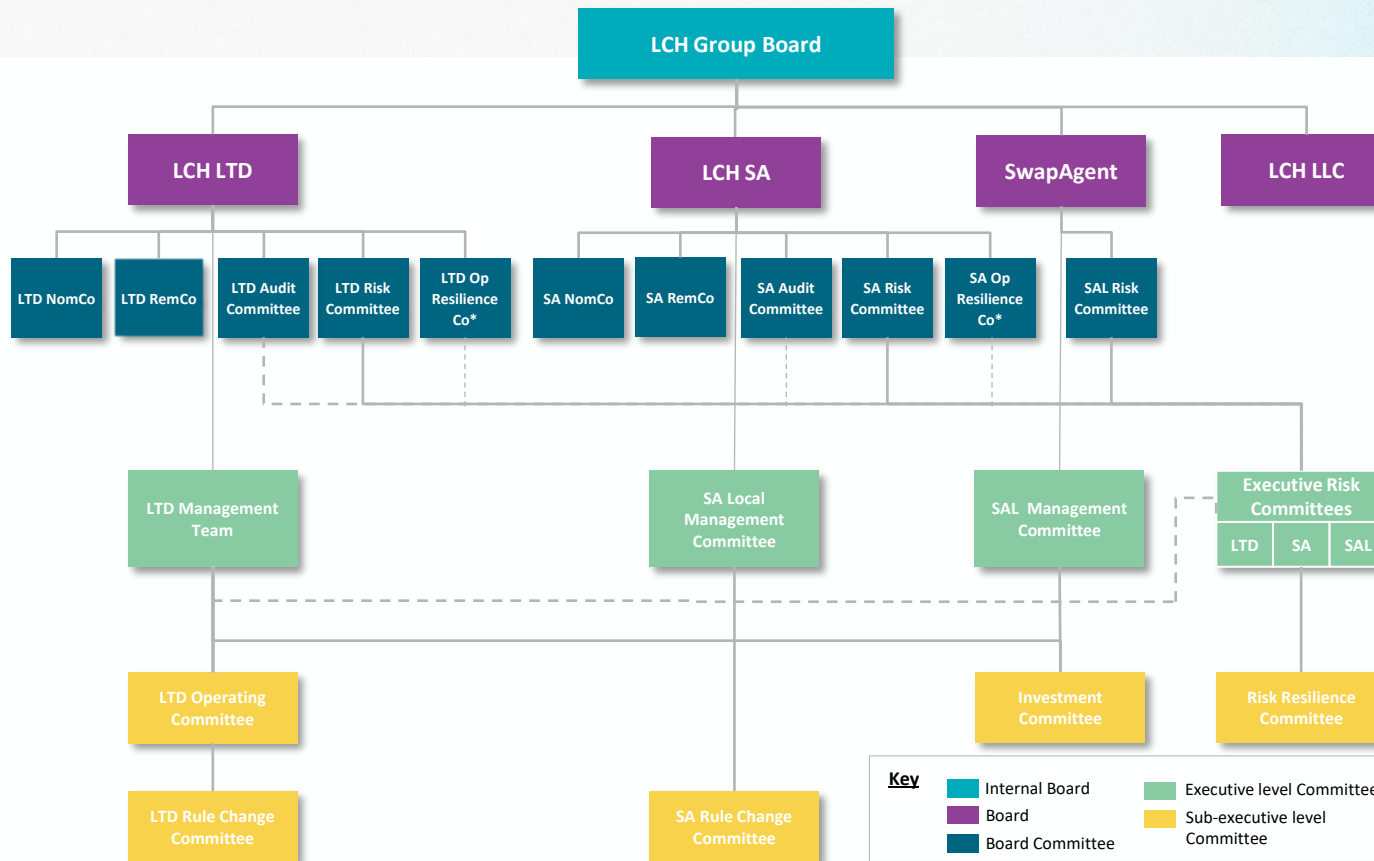 LCH Group Board
LCH LTD
LCH SA
SwapAgent
LCH LLC
LTD NomCo
LTD RemCo
LTD Audit
Committee
LTD Risk
Committee
LTD Op
Resilience
Co*
SA NomCo
SA RemCo
SA Audit
Committee
SA Risk
Committee
SA Op
Resilience
Co*
SAL Risk
Committee
LTD Management
Team
SA Local
Management
Committee
SAL Management
Committee
Executive Risk
Committees
LTD
SA
SAL
LTD Operating
Committee
Investment
Committee
Risk Resilience
Committee
LTD Rule Change
Committee
SA Rule Change
Committee
Key
Internal Board
Board
Board Committee
Executive level Committee
Sub-executive level
Committee